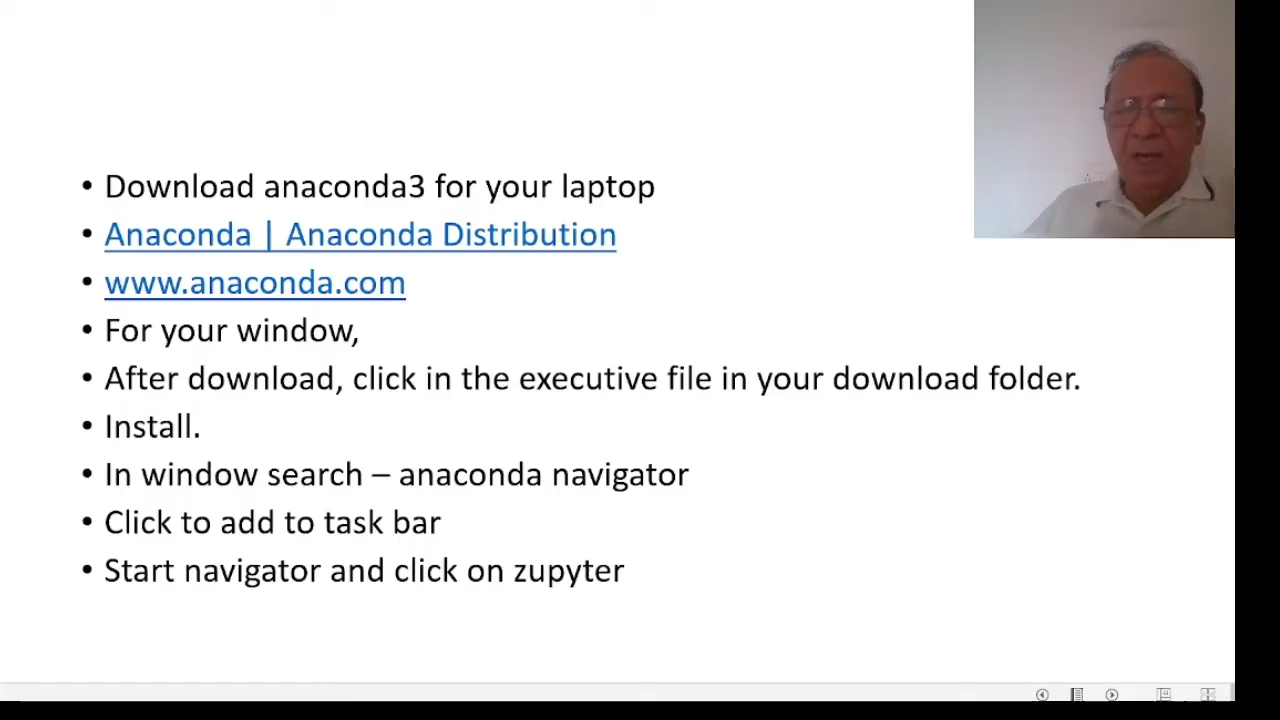 • Download anaconda3 for your laptop
• Anaconda | Anaconda Distribution
• www.anaconda.com
• For your window,
• After download, click in the executive file in your download folder.
• Install.
• In window search – anaconda navigator
• Click to add to task bar
• Start navigator and click on zupyter